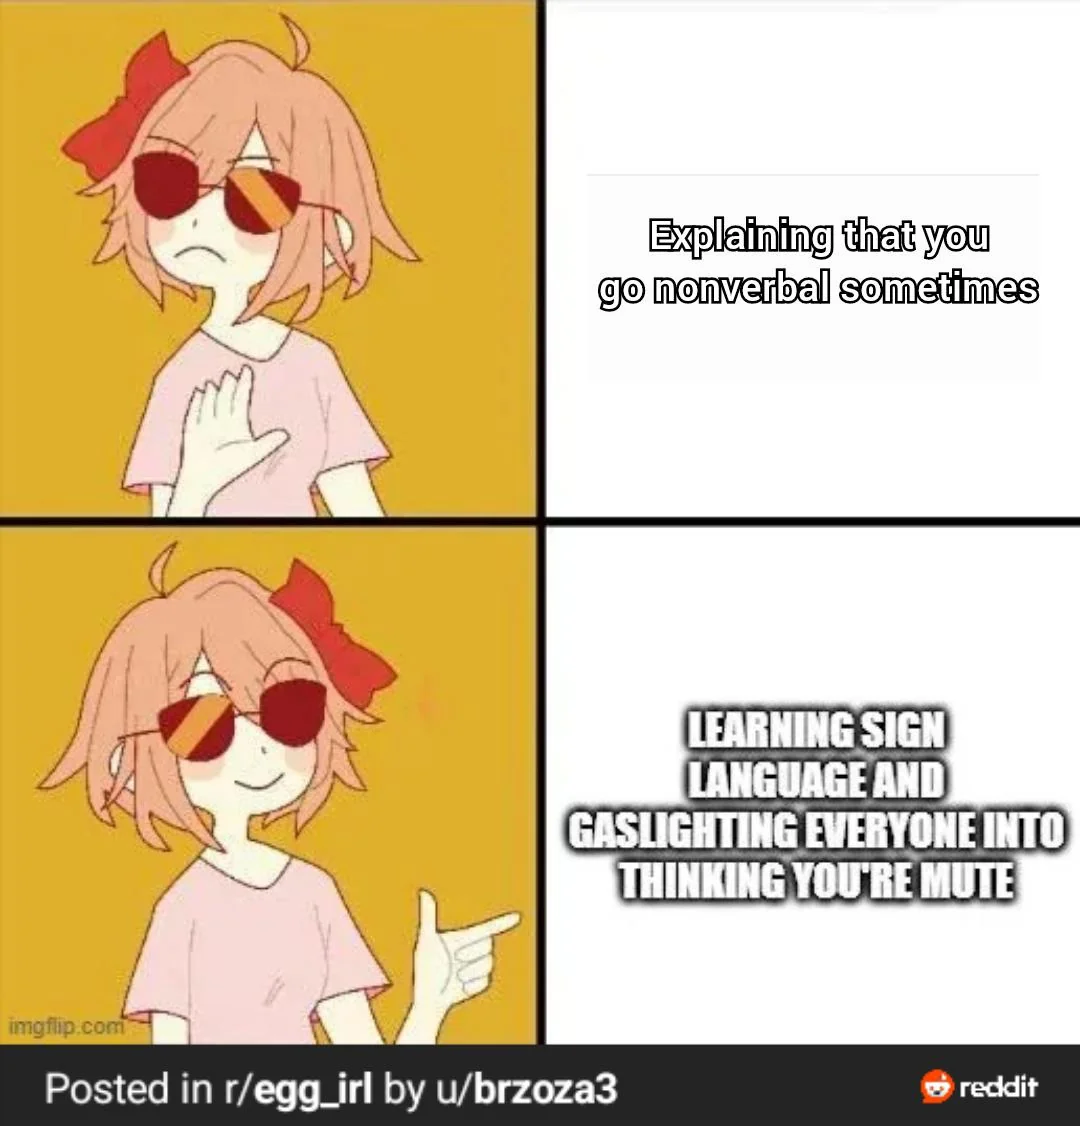 Explaining that you
go nonverbal sometimes
LEARNING SIGN
LANGUAGE AND
GASLIGHTING EVERYONE INTO
THINKING YOU'RE MUTE
imgflip.com
Posted in r/egg_irl by u/brzoza3
reddit